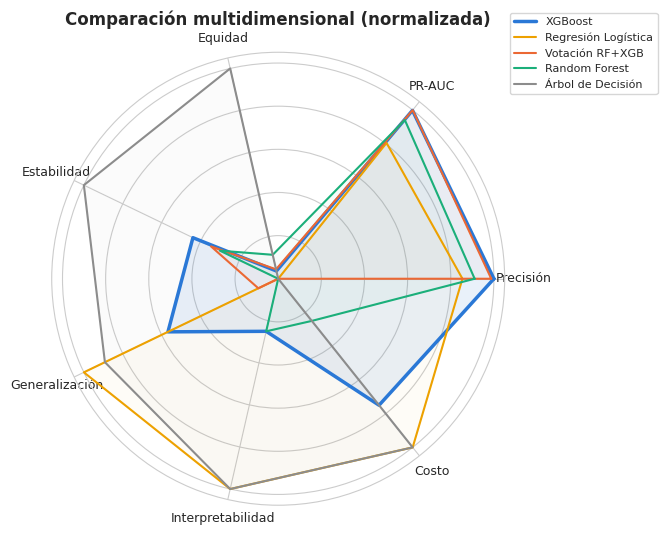 Comparación multidimensional (normalizada)
XGBoost
Regresión Logística
Votación RF+XGB
Random Forest
Árbol de Decisión
Equidad
PR-AUC
Estabilidad
Precisión
Generalización
Costo
Interpretabilidad